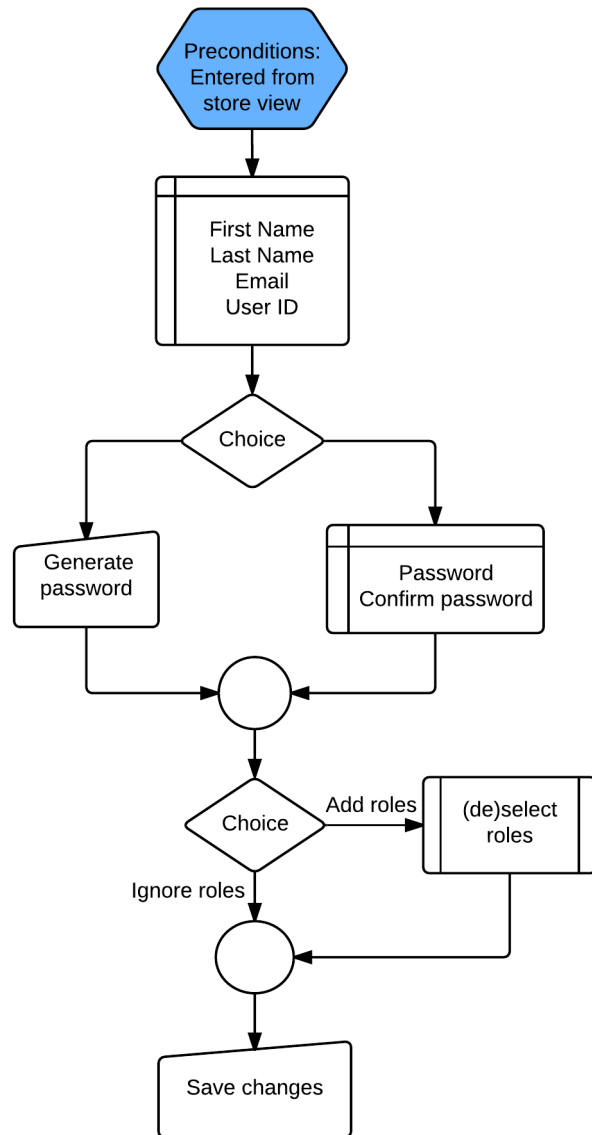 Preconditions:
Entered from
store view
First Name
Last Name
Email
User ID
Choice
Generate
password
Password
Confirm password
Choice
Add roles
(de)select
roles
Ignore roles
Save changes